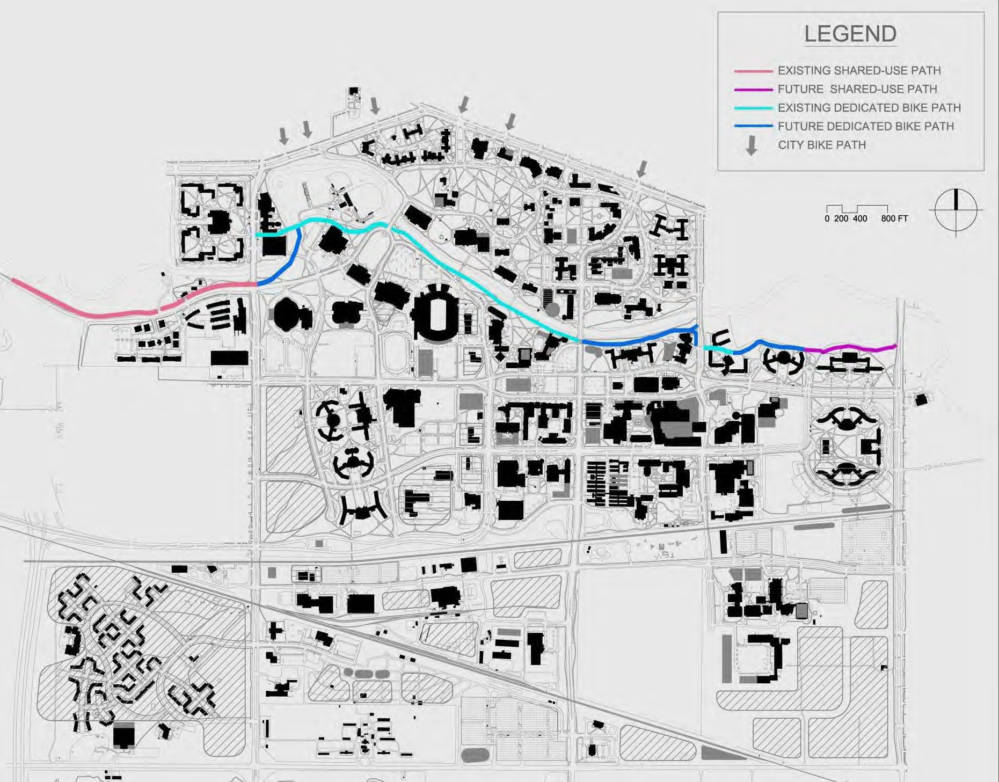 LEGEND
EXISTING SHARED-USE PATH
FUTURE SHARED-USE PATH
EXISTING DEDICATED BIKE PATH
FUTURE DEDICATED BIKE PATH
CITY BIKE PATH
0 200 400 800 FT